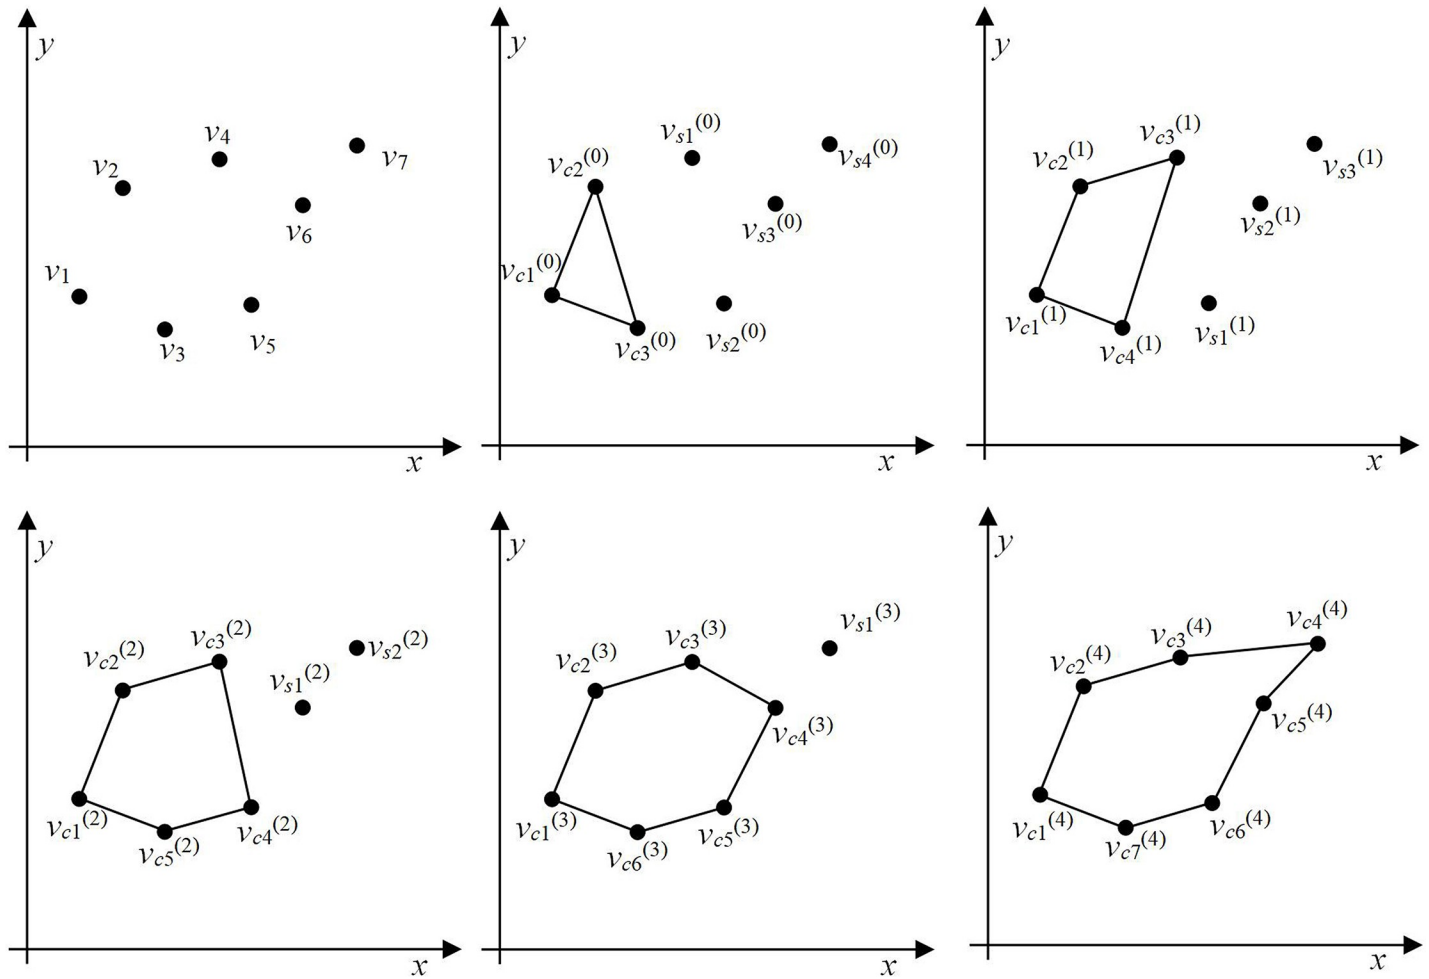 y
v4
v7
v2
v6
v1
v5
v3
x
y
vs1(0)
vs4(0)
vc2(0)
vs3(0)
vc1(0)
vs2(0)
vc3(0)
x
y
vc3(1)
vc2(1)
vs3(1)
vs2(1)
vc1(1)
vs1(1)
vc4(1)
x
y
vc3(2)
vs2(2)
vc2(2)
vs1(2)
vc1(2)
vc4(2)
vc5(2)
x
y
vs1(3)
vc3(3)
vc2(3)
vc4(3)
vc1(3)
vc5(3)
vc6(3)
x
y
vc4(4)
vc3(4)
vc2(4)
vc5(4)
vc1(4)
vc6(4)
vc7(4)
x